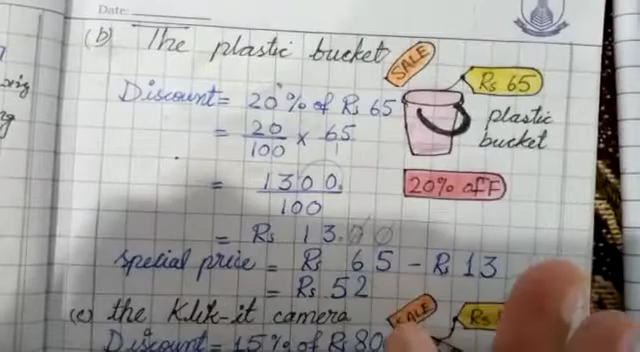 Date:
(b) The plastic bucket
SALE
Rs 65
Discount = 20% of Rs 65
plastic
bucket
= 20/100 × 65
= 1300/100
20% off
= Rs 13.00
special price = Rs 65 - Rs 13
= Rs 52
(c) the Klik-it camera
SALE
Rs
Discount = 15% of Rs 80